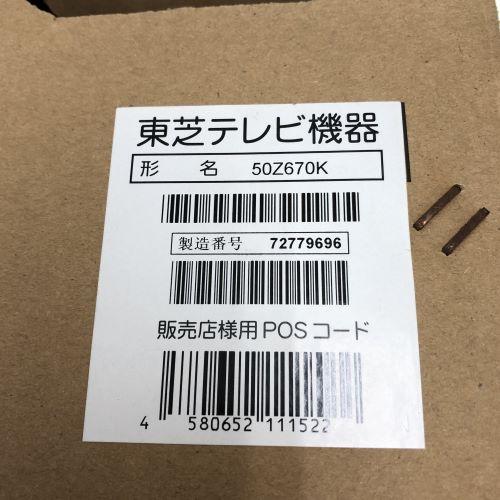 東芝テレビ機器
形 名 50Z670K
製造番号 72779696
販売店様用POSコード
4 580652 111522